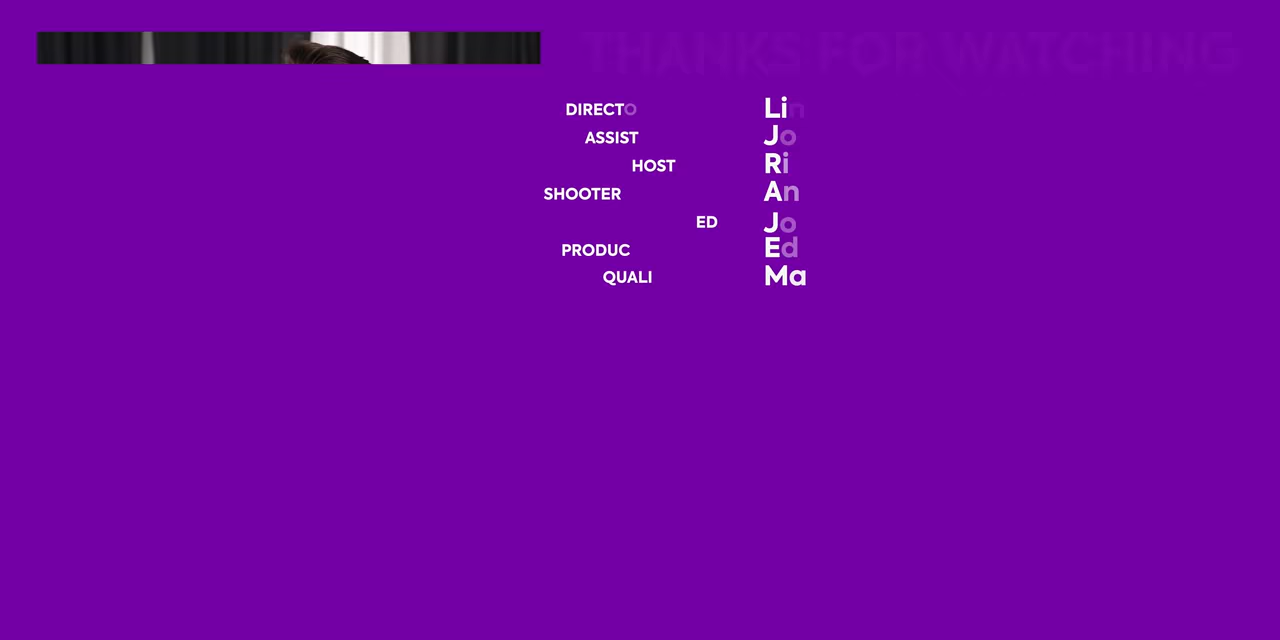 THANKS FOR WATCHING
DIRECTO Lin
ASSIST Jo
HOST Ri
SHOOTER An
ED Jo
PRODUC Ed
QUALI Ma